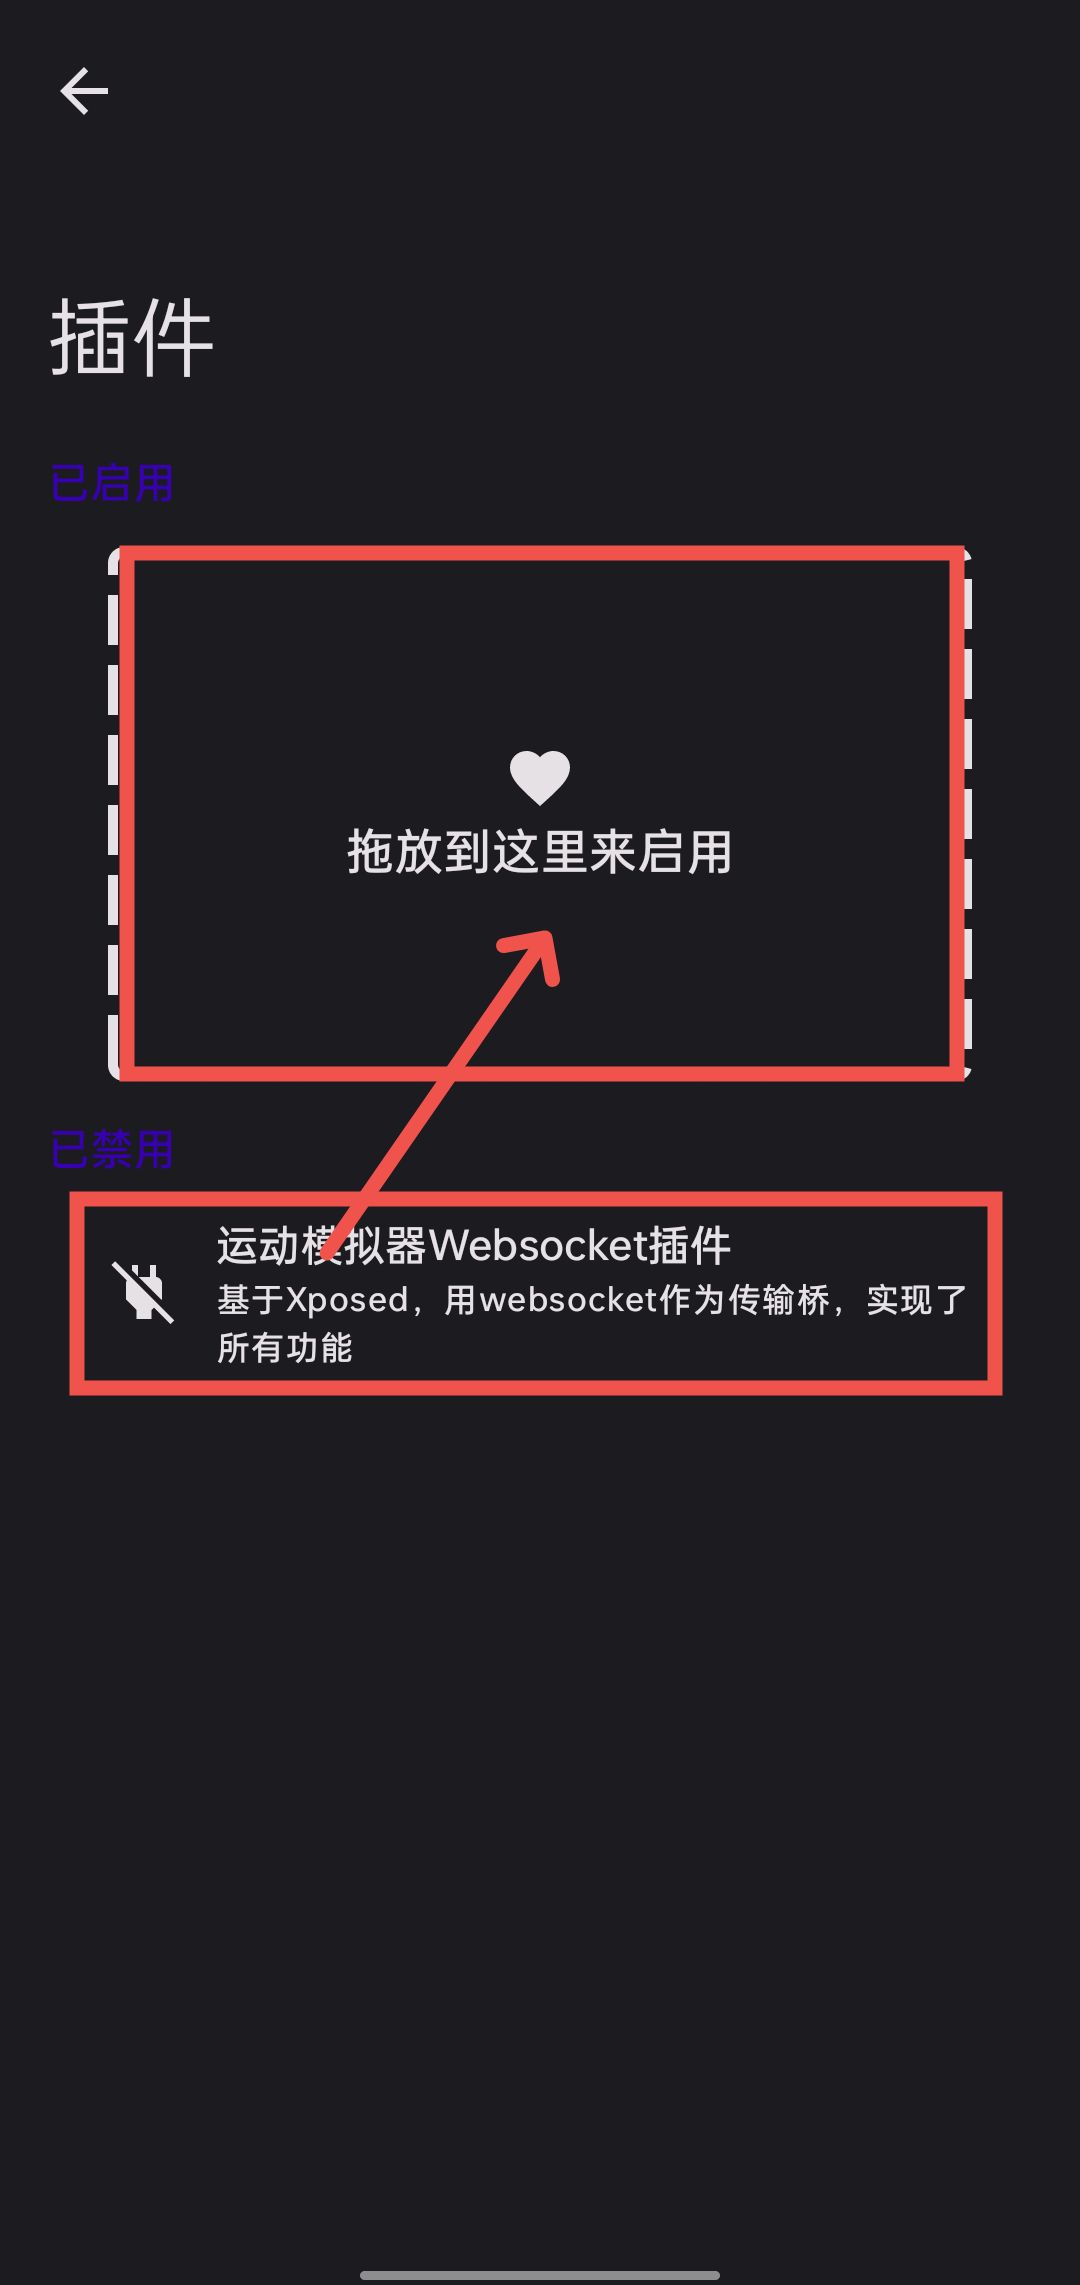 插件
已启用
拖放到这里来启用
已禁用
运动模拟器Websocket插件
基于Xposed，用websocket作为传输桥，实现了
所有功能